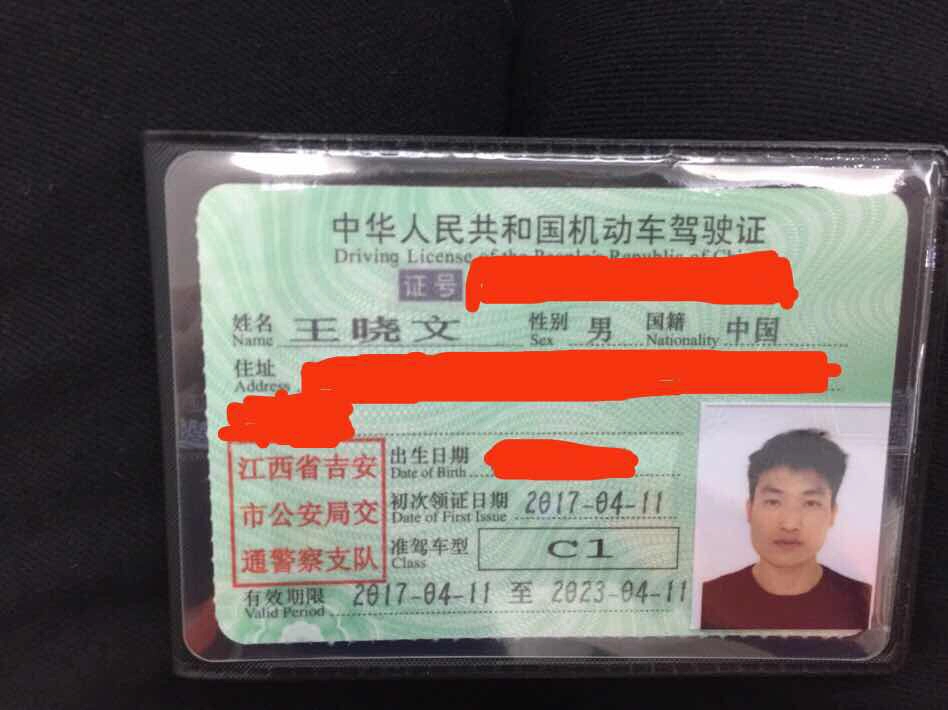 中华人民共和国机动车驾驶证
Driving License of the People's Republic of China
证号
姓名 王晓文 性别 男 国籍 中国
Name Sex Nationality
住址
Address
江西省吉安
市公安局交
通警察支队
出生日期
Date of Birth
初次领证日期 2017-04-11
Date of First Issue
准驾车型 C1
Class
有效期限 2017-04-11 至 2023-04-11
Valid Period